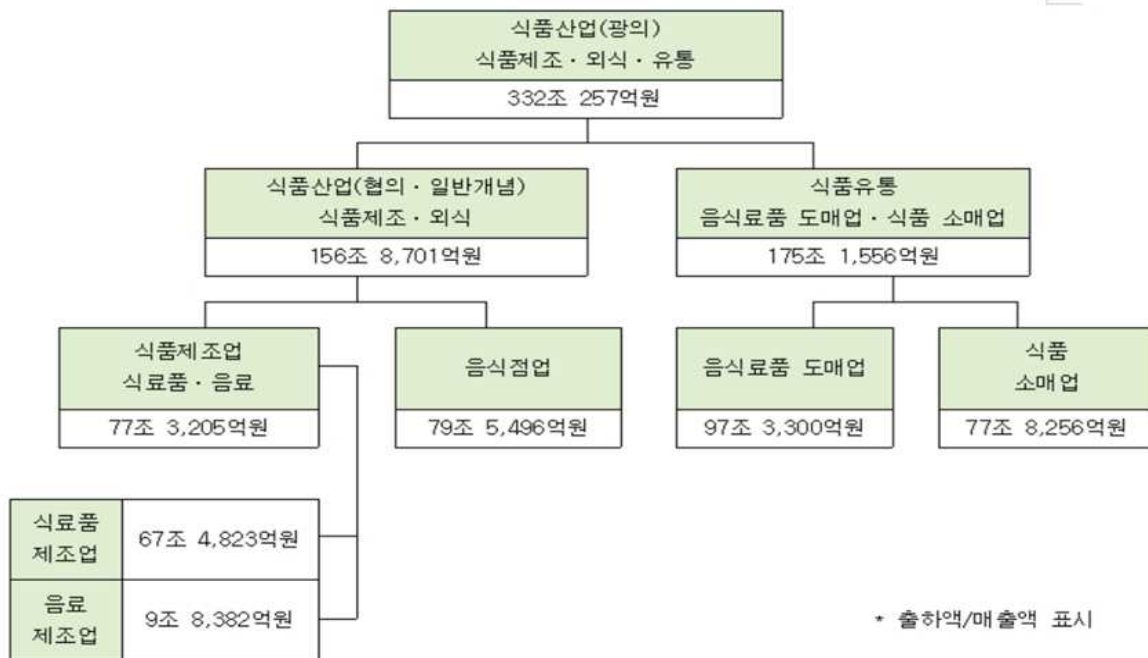 식품산업(광의)
식품제조·외식·유통
332조 257억원
식품산업(협의·일반개념)
식품제조·외식
156조 8,701억원
식품유통
음식료품 도매업·식품 소매업
175조 1,556억원
식품제조업
식료품·음료
77조 3,205억원
음식점업
79조 5,496억원
음식료품 도매업
97조 3,300억원
식품
소매업
77조 8,256억원
식료품
제조업
67조 4,823억원
음료
제조업
9조 8,382억원
* 출하액/매출액 표시